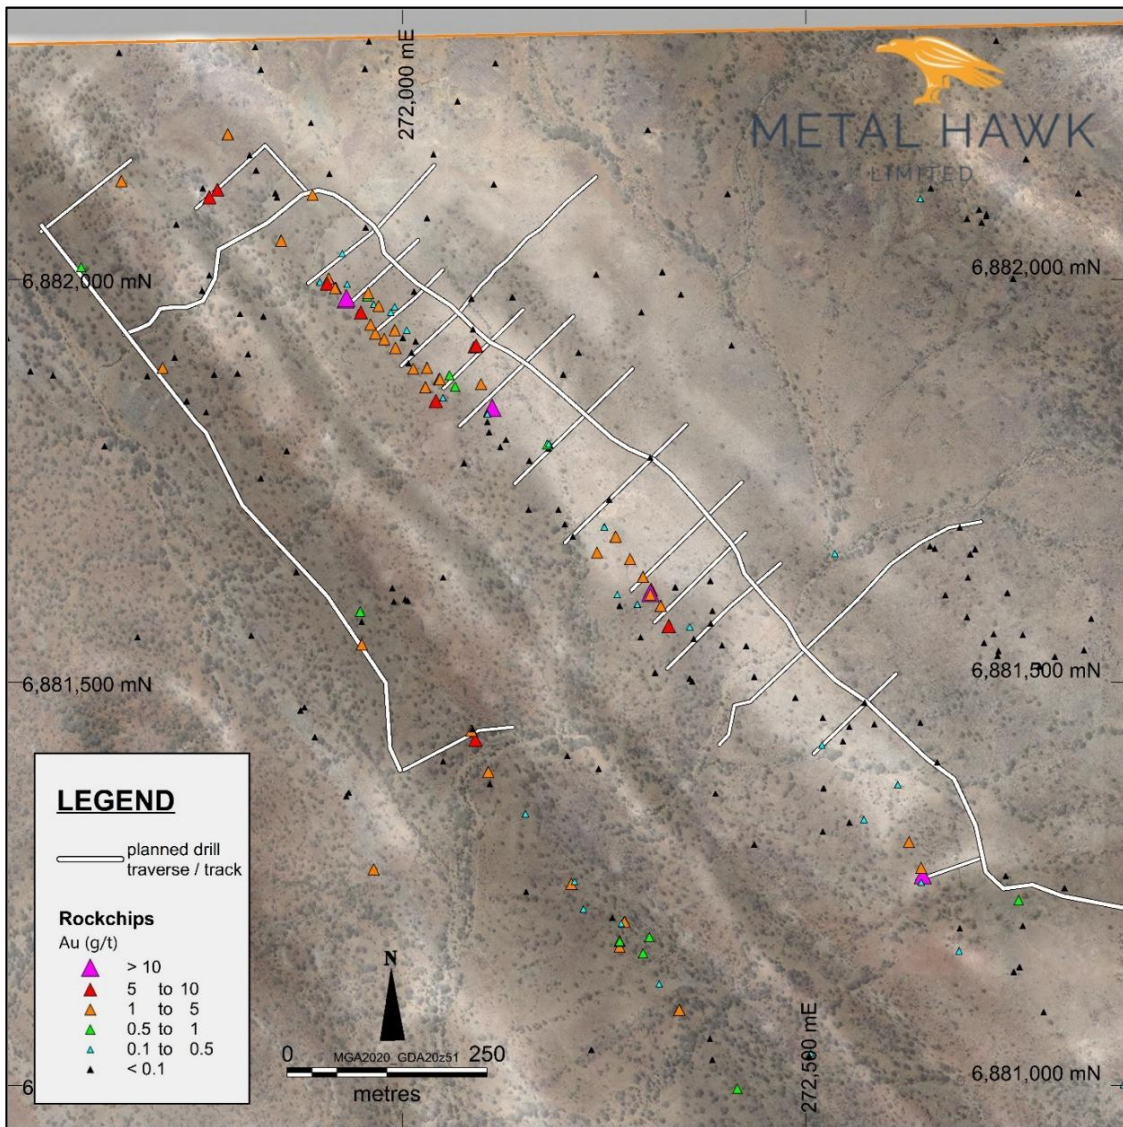 272,000 mE
METAL HAWK
LIMITED
6,882,000 mN
6,882,000 mN
6,881,500 mN
6,881,500 mN
LEGEND
planned drill
traverse / track
Rockchips
Au (g/t)
> 10
5 to 10
1 to 5
0.5 to 1
0.1 to 0.5
< 0.1
N
0 MGA2020_GDA20z51 250
metres
272,500 mE
6,881,000 mN
6